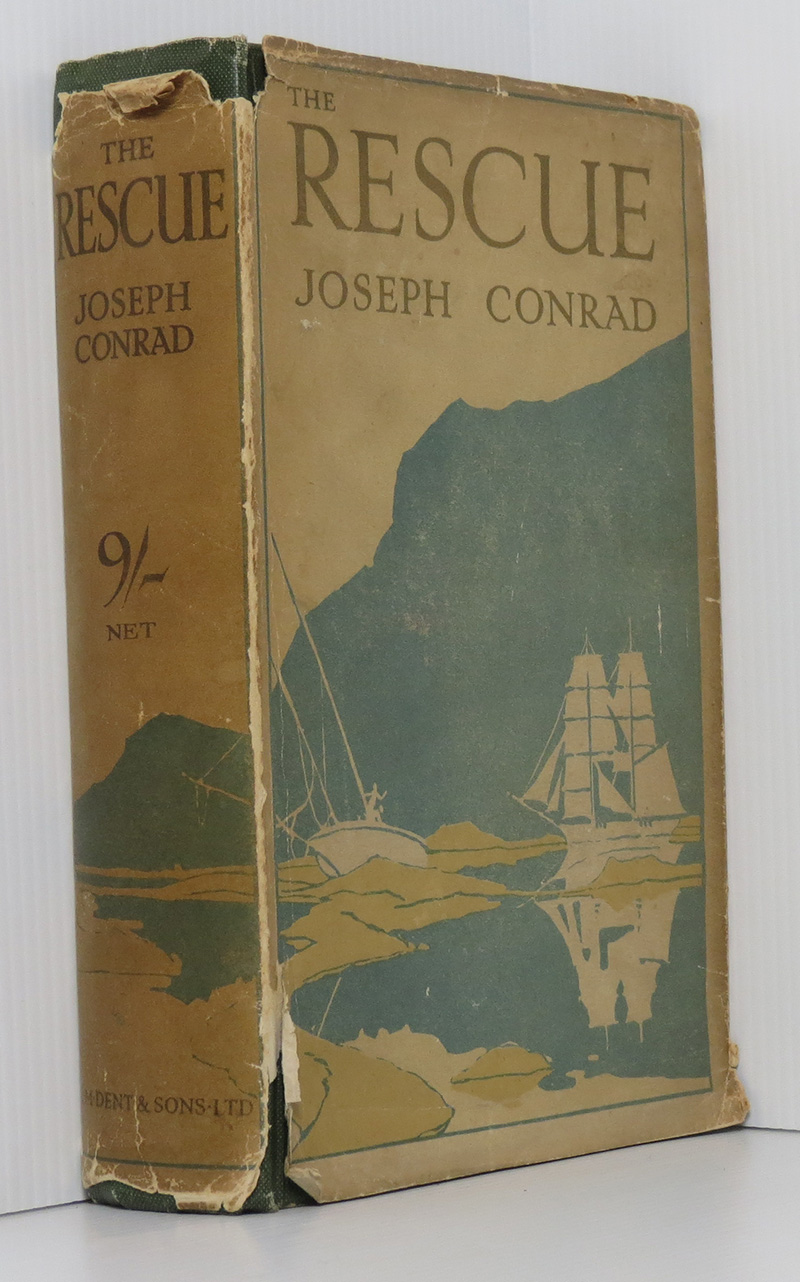 THE
RESCUE
JOSEPH
CONRAD
9/-
NET
M·DENT & SONS·LTD
THE
RESCUE
JOSEPH CONRAD